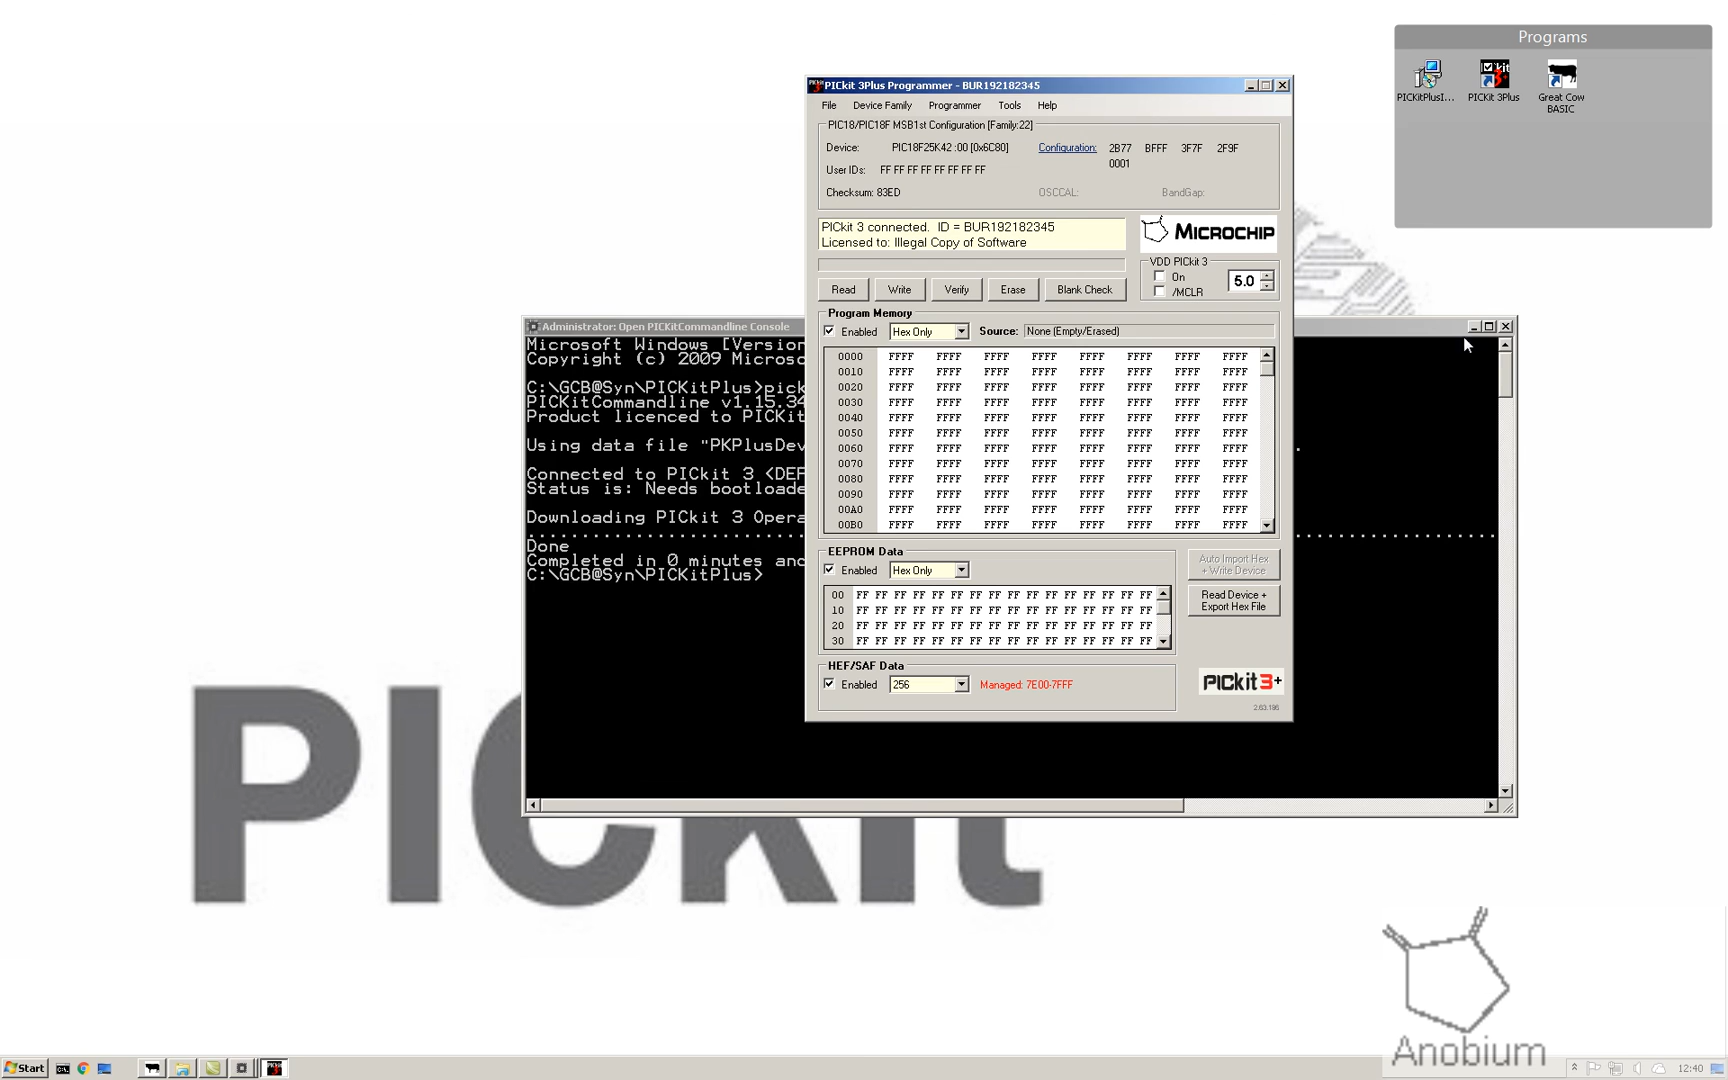 Programs
PICKitPlusI...
PICKit 3Plus
Great Cow
BASIC
PICkit 3Plus Programmer - BUR192182345
File Device Family Programmer Tools Help
PIC18/PIC18F MSB1st Configuration [Family:22]
Device: PIC18F25K42 :00 [0x6C80] Configuration: 2B77 BFFF 3F7F 2F9F
0001
User IDs: FF FF FF FF FF FF FF FF
Checksum: 83ED OSCCAL: BandGap:
PICkit 3 connected. ID = BUR192182345
Licensed to: Illegal Copy of Software
MICROCHIP
VDD PICkit 3
On
/MCLR
5.0
Read Write Verify Erase Blank Check
Program Memory
Enabled Hex Only Source: None (Empty/Erased)
0000 FFFF FFFF FFFF FFFF FFFF FFFF FFFF FFFF
0010 FFFF FFFF FFFF FFFF FFFF FFFF FFFF FFFF
0020 FFFF FFFF FFFF FFFF FFFF FFFF FFFF FFFF
0030 FFFF FFFF FFFF FFFF FFFF FFFF FFFF FFFF
0040 FFFF FFFF FFFF FFFF FFFF FFFF FFFF FFFF
0050 FFFF FFFF FFFF FFFF FFFF FFFF FFFF FFFF
0060 FFFF FFFF FFFF FFFF FFFF FFFF FFFF FFFF
0070 FFFF FFFF FFFF FFFF FFFF FFFF FFFF FFFF
0080 FFFF FFFF FFFF FFFF FFFF FFFF FFFF FFFF
0090 FFFF FFFF FFFF FFFF FFFF FFFF FFFF FFFF
00A0 FFFF FFFF FFFF FFFF FFFF FFFF FFFF FFFF
00B0 FFFF FFFF FFFF FFFF FFFF FFFF FFFF FFFF
EEPROM Data
Enabled Hex Only
00 FF FF FF FF FF FF FF FF FF FF FF FF FF FF FF FF
10 FF FF FF FF FF FF FF FF FF FF FF FF FF FF FF FF
20 FF FF FF FF FF FF FF FF FF FF FF FF FF FF FF FF
30 FF FF FF FF FF FF FF FF FF FF FF FF FF FF FF FF
Auto Import Hex
+ Write Device
Read Device +
Export Hex File
HEF/SAF Data
Enabled 256 Managed: 7E00-7FFF
PICkit3+
2.63.186
Administrator: Open PICKitCommandline Console
Microsoft Windows [Version
Copyright (c) 2009 Microso
C:\GCB@Syn\PICKitPlus>pick
PICKitCommandline v1.15.34
Product licenced to PICKit
Using data file "PKPlusDev
Connected to PICkit 3 <DEF
Status is: Needs bootloade
Downloading PICkit 3 Opera
Done
Completed in 0 minutes and
C:\GCB@Syn\PICKitPlus>
PICkit
Anobium
Start
12:40